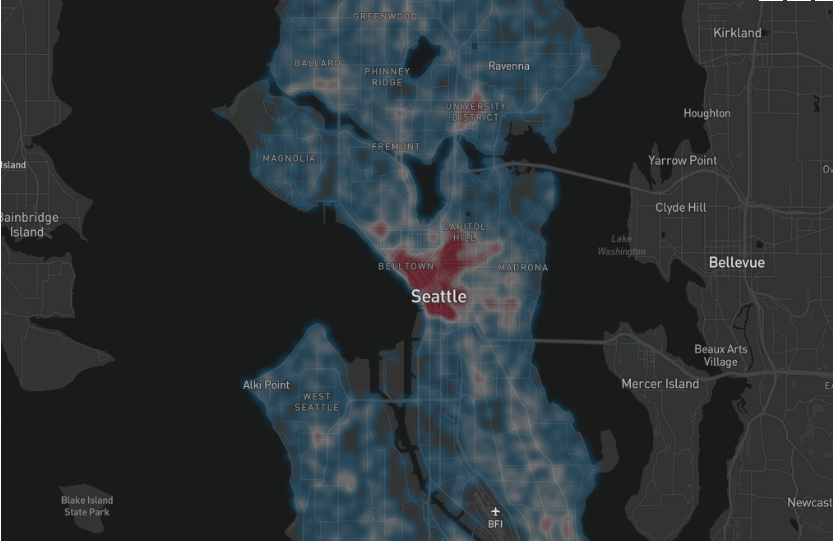 GREENWOOD
Kirkland
BALLARD
PHINNEY
RIDGE
Ravenna
UNIVERSITY
DISTRICT
Houghton
FREMONT
MAGNOLIA
Yarrow Point
Island
Bainbridge
Island
Clyde Hill
CAPITOL
HILL
Lake
Washington
BELLTOWN
MADRONA
Bellevue
Seattle
Beaux Arts
Village
Alki Point
Mercer Island
WEST
SEATTLE
Blake Island
State Park
BFI
Newcast